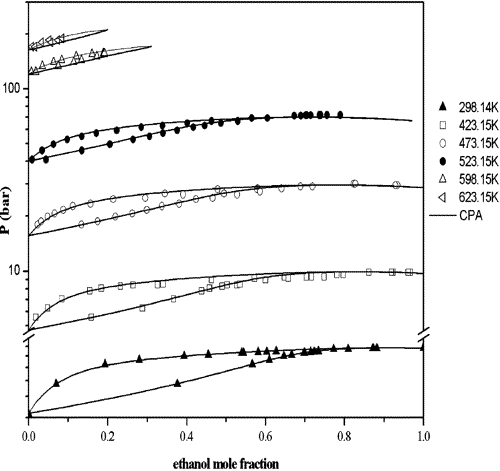 100
10
P (bar)
0.0 0.2 0.4 0.6 0.8 1.0
ethanol mole fraction
298.14K
423.15K
473.15K
523.15K
598.15K
623.15K
CPA